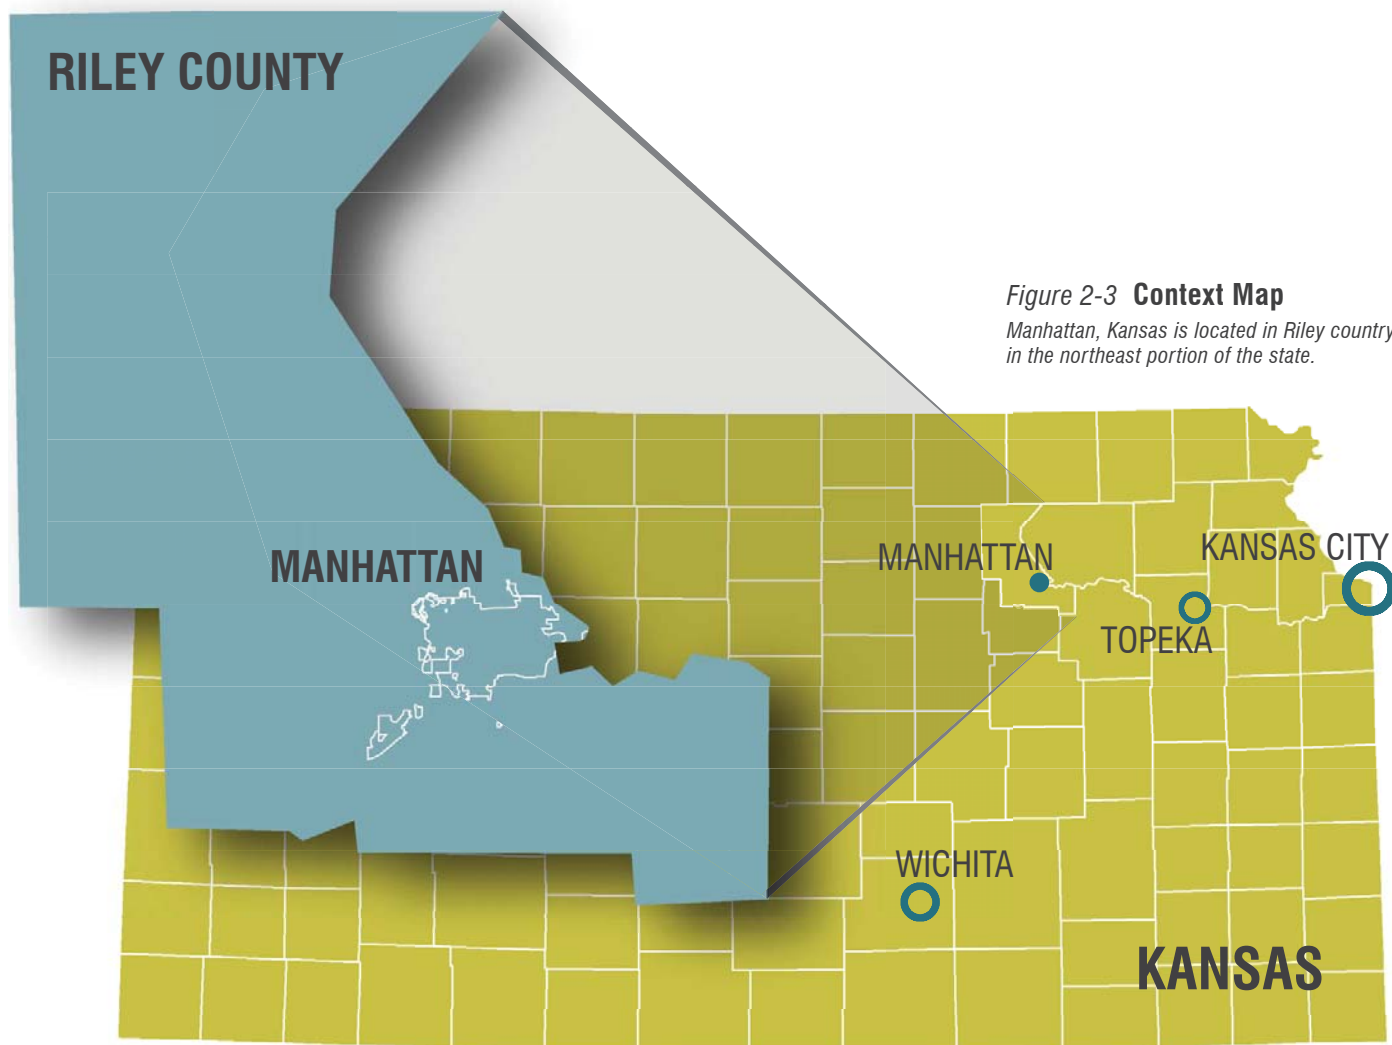 RILEY COUNTY
Figure 2-3 Context Map
Manhattan, Kansas is located in Riley country
in the northeast portion of the state.
MANHATTAN
MANHATTAN
KANSAS CITY
TOPEKA
WICHITA
KANSAS